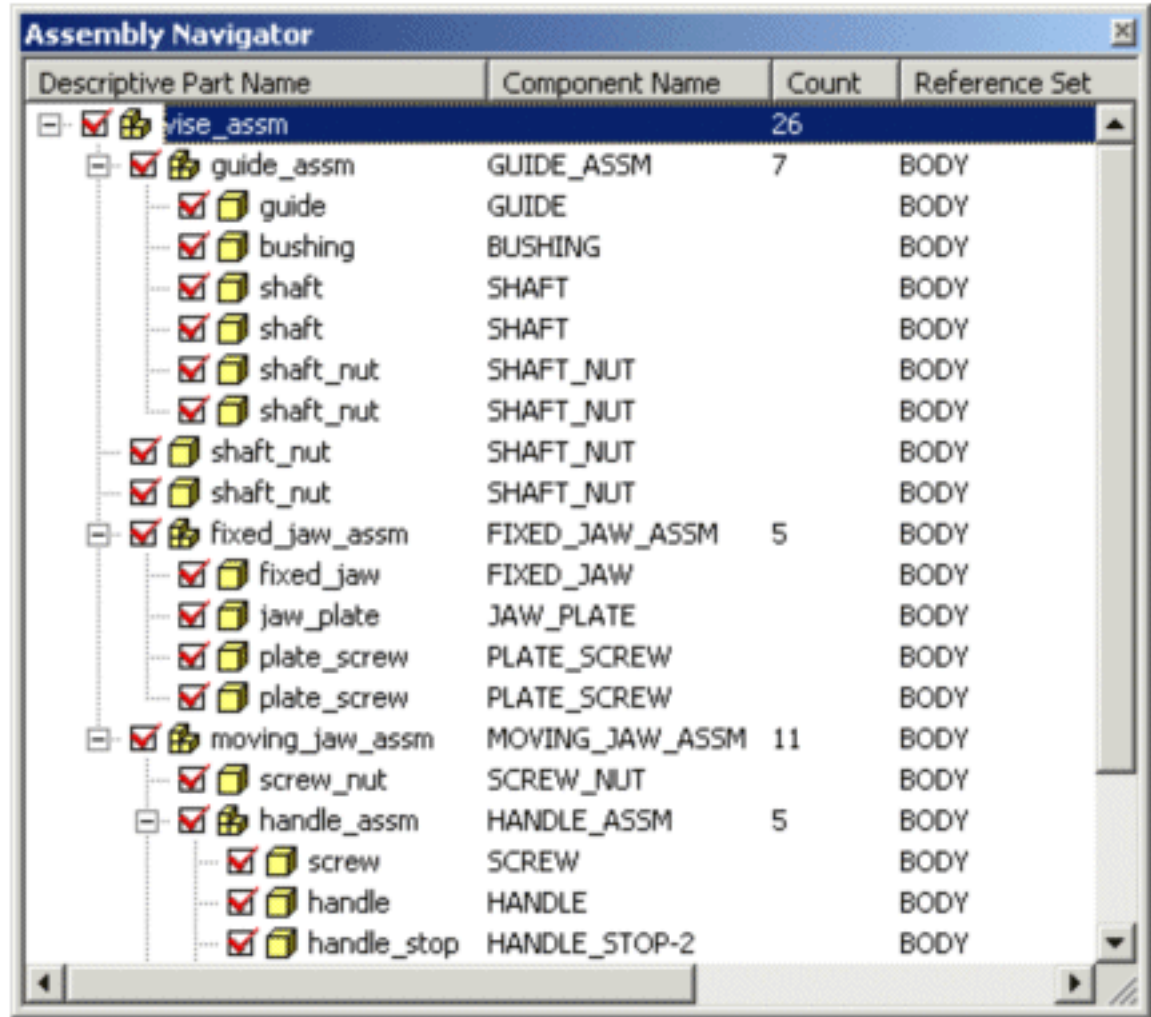 Assembly Navigator
Descriptive Part Name Component Name Count Reference Set
vise_assm 26
guide_assm GUIDE_ASSM 7 BODY
guide GUIDE BODY
bushing BUSHING BODY
shaft SHAFT BODY
shaft SHAFT BODY
shaft_nut SHAFT_NUT BODY
shaft_nut SHAFT_NUT BODY
shaft_nut SHAFT_NUT BODY
shaft_nut SHAFT_NUT BODY
fixed_jaw_assm FIXED_JAW_ASSM 5 BODY
fixed_jaw FIXED_JAW BODY
jaw_plate JAW_PLATE BODY
plate_screw PLATE_SCREW BODY
plate_screw PLATE_SCREW BODY
moving_jaw_assm MOVING_JAW_ASSM 11 BODY
screw_nut SCREW_NUT BODY
handle_assm HANDLE_ASSM 5 BODY
screw SCREW BODY
handle HANDLE BODY
handle_stop HANDLE_STOP-2 BODY